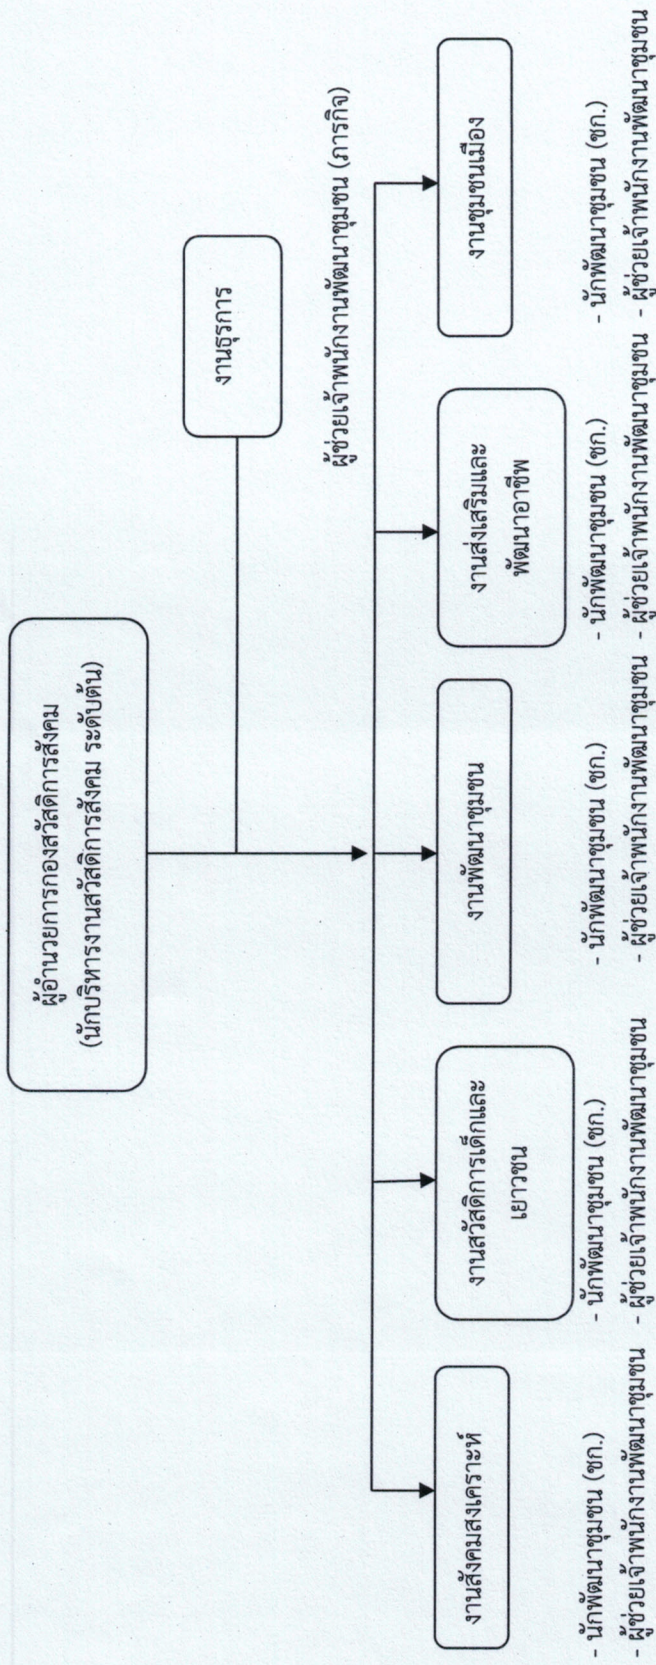 ผู้อำนวยการกองสวัสดิการสังคม
(นักบริหารงานสวัสดิการสังคม ระดับต้น)
งานธุรการ
ผู้ช่วยเจ้าพนักงานพัฒนาชุมชน (ภารกิจ)
งานสังคมสงเคราะห์
- นักพัฒนาชุมชน (ชก.)
- ผู้ช่วยเจ้าพนักงานพัฒนาชุมชน
งานสวัสดิการเด็กและ
เยาวชน
- นักพัฒนาชุมชน (ชก.)
- ผู้ช่วยเจ้าพนักงานพัฒนาชุมชน
งานพัฒนาชุมชน
- นักพัฒนาชุมชน (ชก.)
- ผู้ช่วยเจ้าพนักงานพัฒนาชุมชน
งานส่งเสริมและ
พัฒนาอาชีพ
- นักพัฒนาชุมชน (ชก.)
- ผู้ช่วยเจ้าพนักงานพัฒนาชุมชน
งานชุมชนเมือง
- นักพัฒนาชุมชน (ชก.)
- ผู้ช่วยเจ้าพนักงานพัฒนาชุมชน